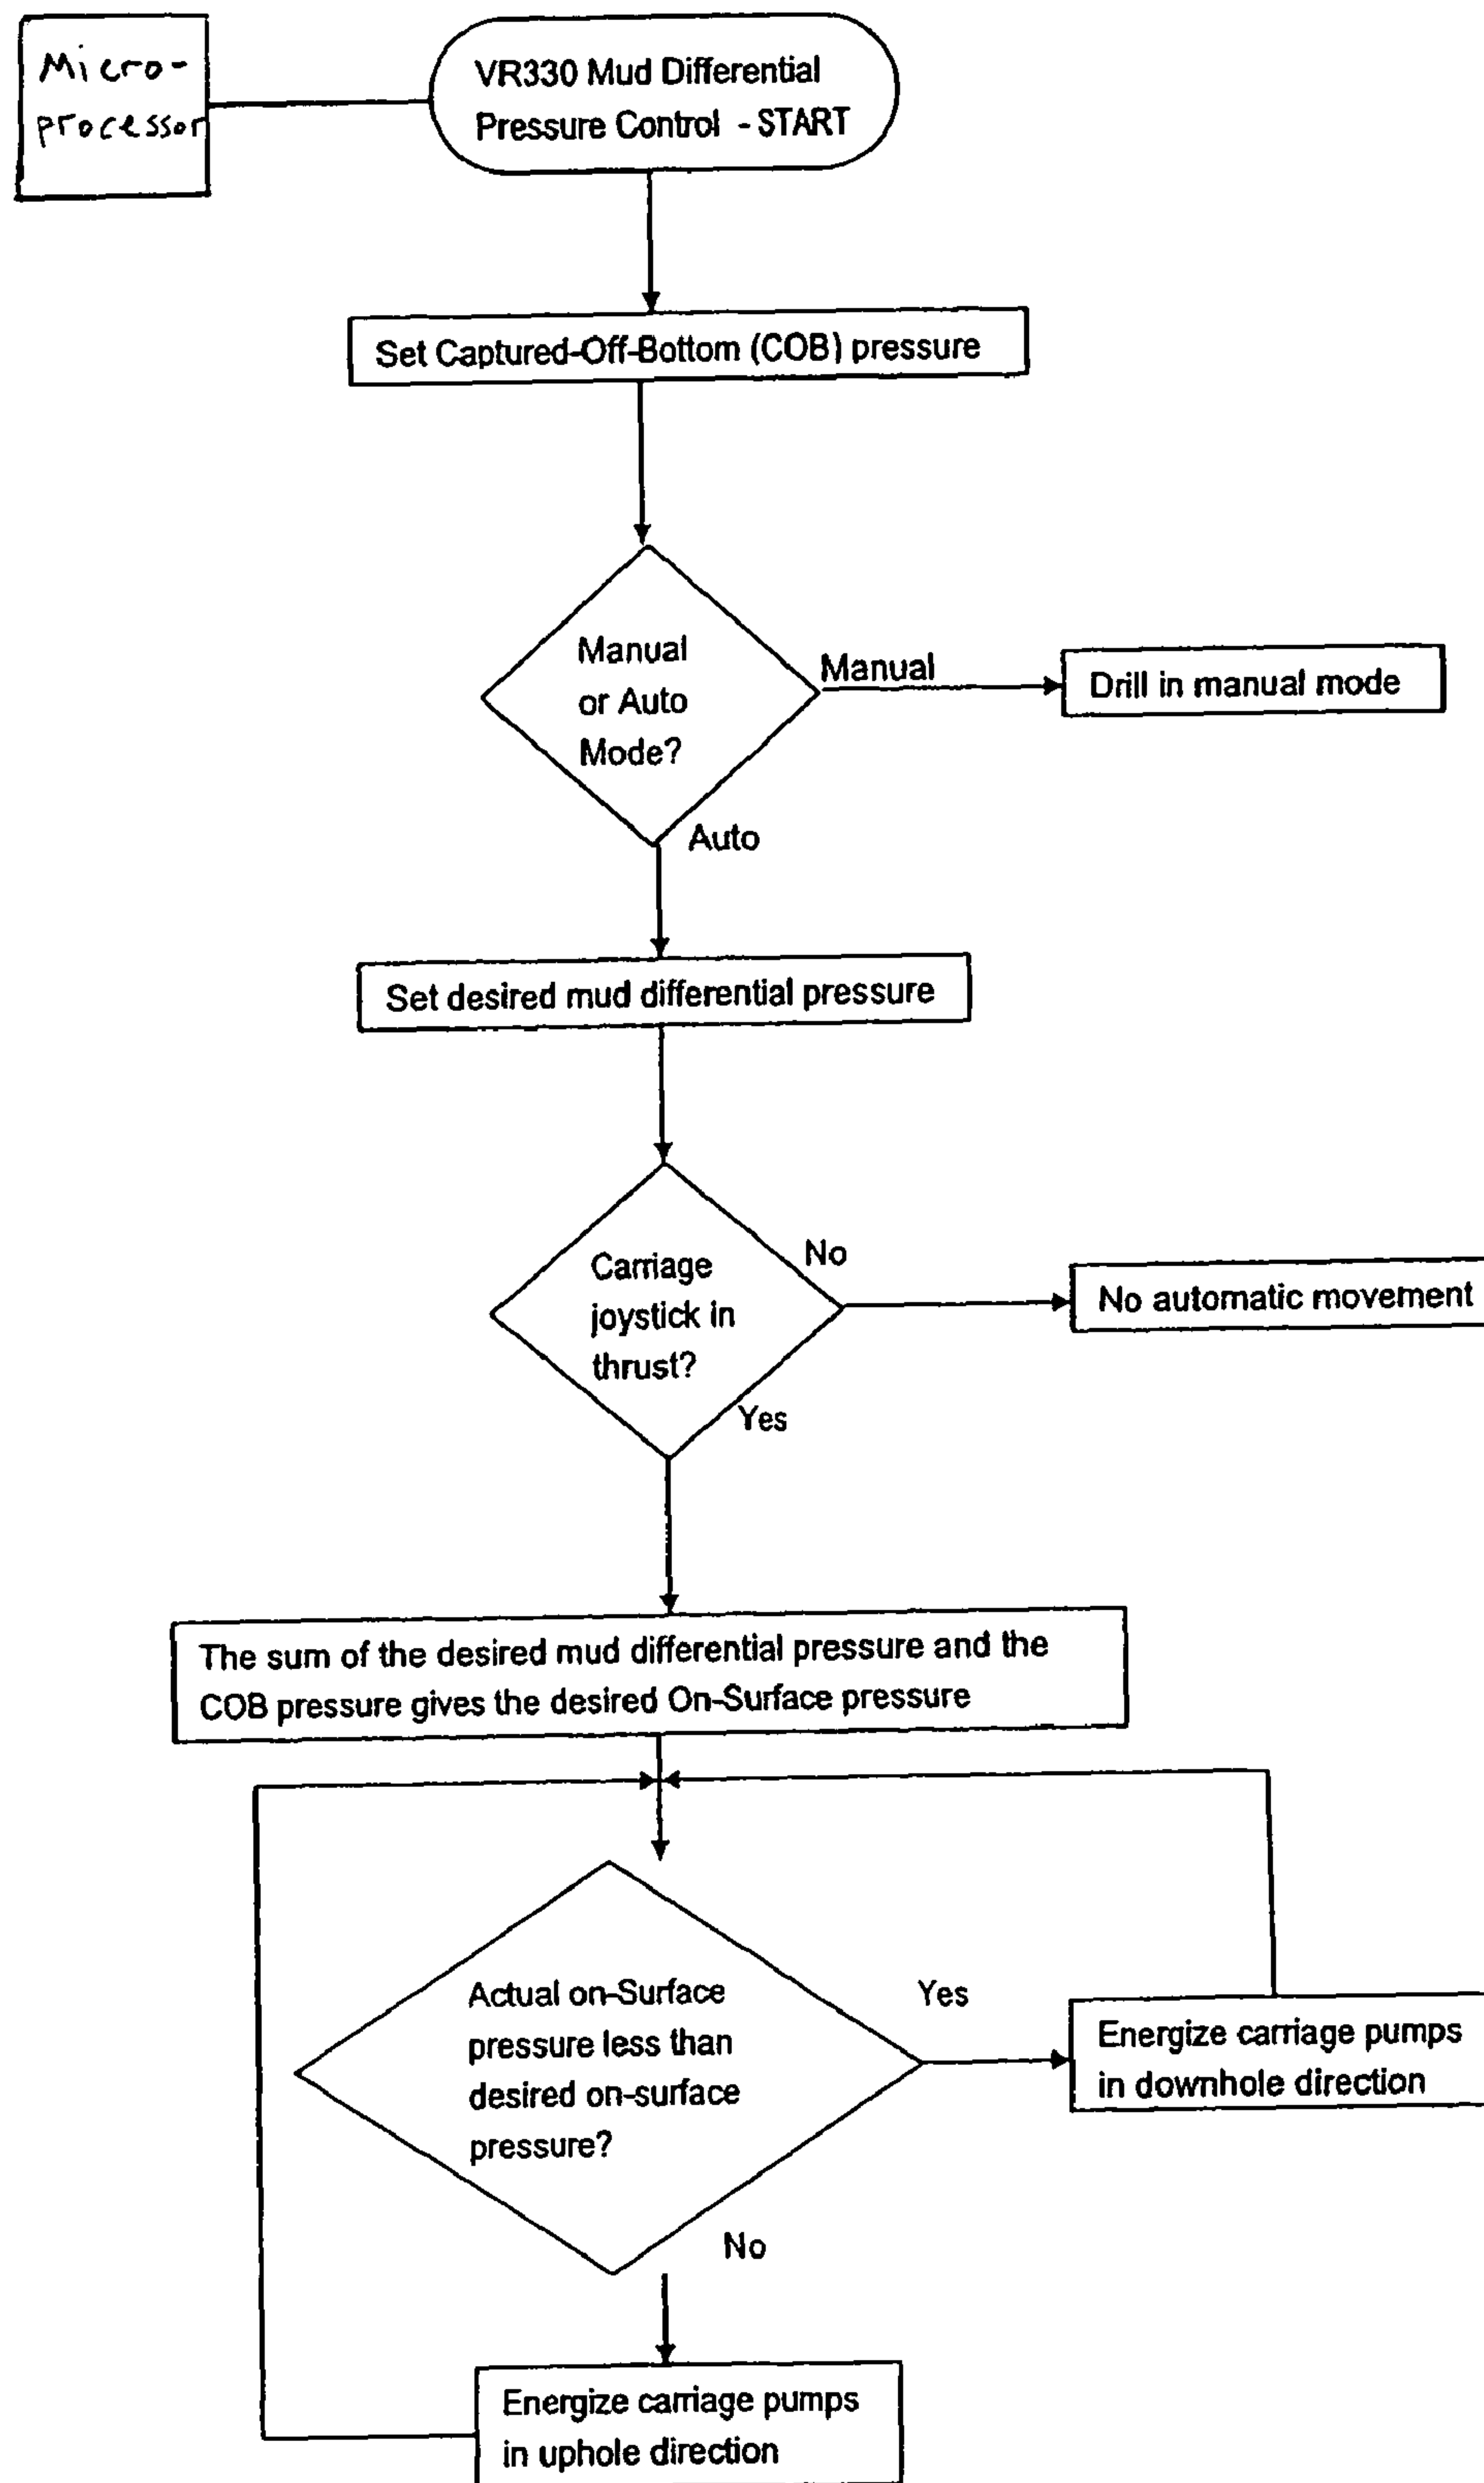 Micro-
processor
VR330 Mud Differential
Pressure Control - START
Set Captured-Off-Bottom (COB) pressure
Manual
or Auto
Mode?
Manual
Drill in manual mode
Auto
Set desired mud differential pressure
Carriage
joystick in
thrust?
No
No automatic movement
Yes
The sum of the desired mud differential pressure and the
COB pressure gives the desired On-Surface pressure
Actual on-Surface
pressure less than
desired on-surface
pressure?
Yes
Energize carriage pumps
in downhole direction
No
Energize carriage pumps
in uphole direction